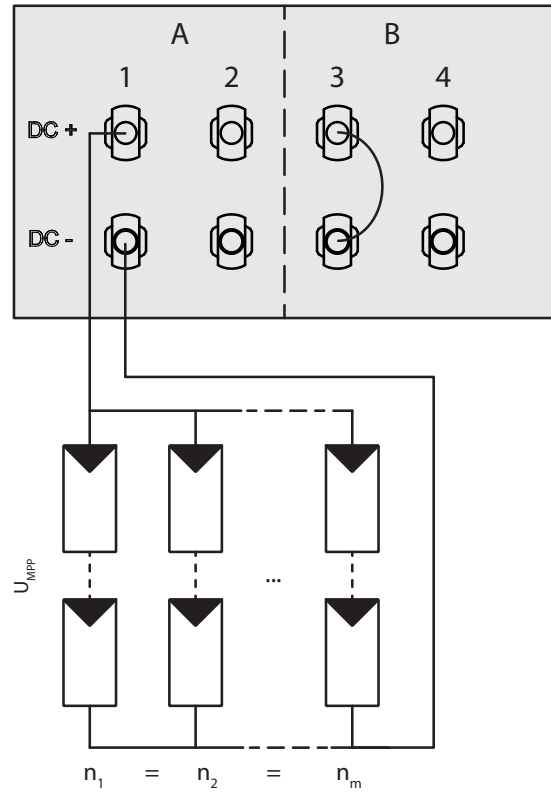 A B
1 2 3 4
DC +
DC -
U_MPP
...
n_1 = n_2 = n_m